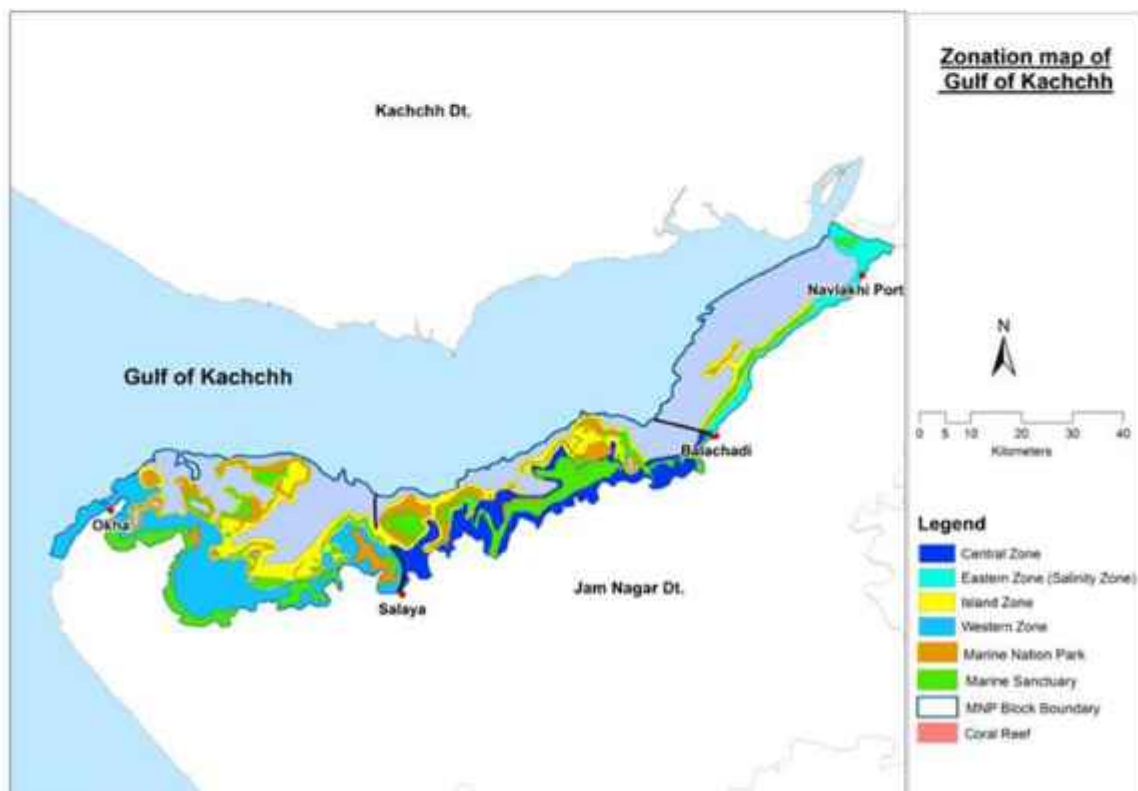 Zonation map of
Gulf of Kachchh
Kachchh Dt.
Navlakhi Port
N
Gulf of Kachchh
0 5 10 20 30 40
Kilometers
Balachadi
Okha
Legend
Central Zone
Eastern Zone (Salinity Zone)
Jam Nagar Dt.
Island Zone
Salaya
Western Zone
Marine Nation Park
Marine Sanctuary
MNP Block Boundary
Coral Reef